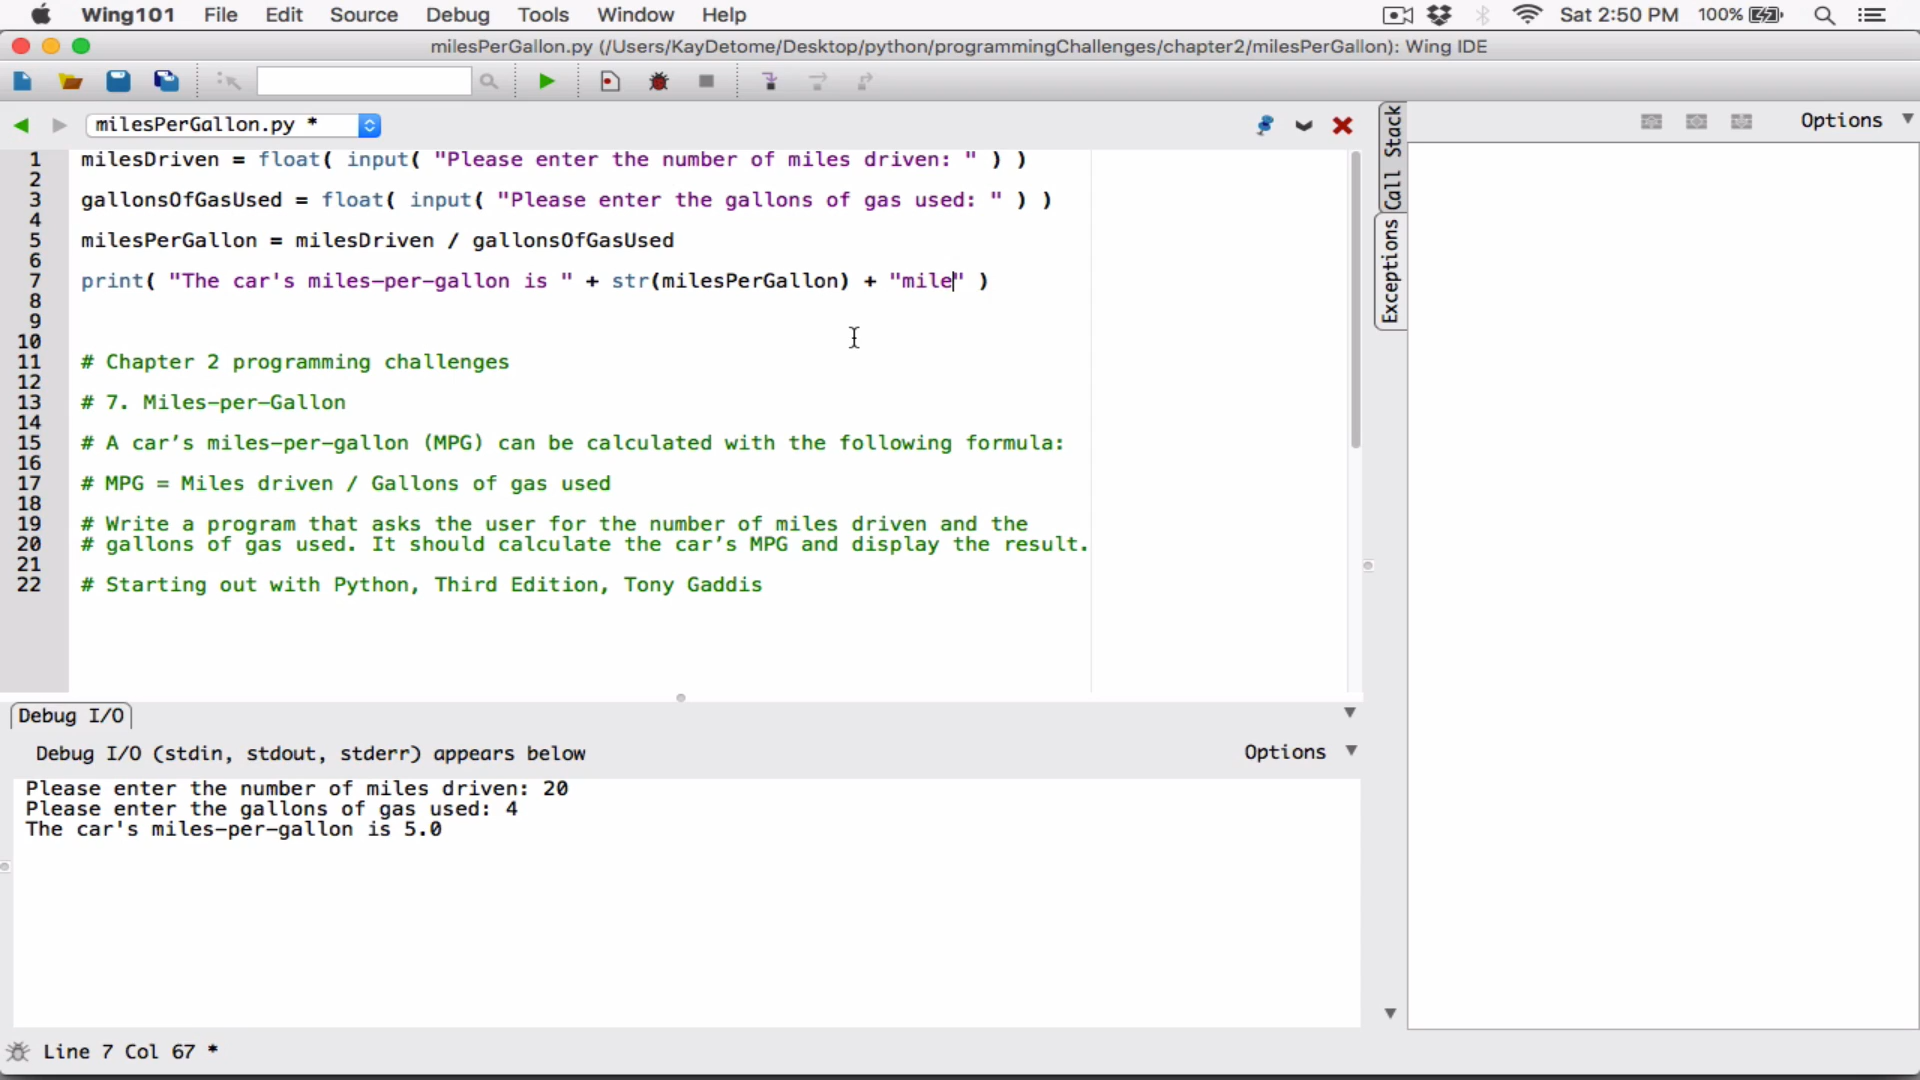 Wing101 File Edit Source Debug Tools Window Help Sat 2:50 PM 100%
milesPerGallon.py (/Users/KayDetome/Desktop/python/programmingChallenges/chapter2/milesPerGallon): Wing IDE
milesPerGallon.py *
Options
Call Stack
Exceptions
1 milesDriven = float( input( "Please enter the number of miles driven: " ) )
2
3 gallonsOfGasUsed = float( input( "Please enter the gallons of gas used: " ) )
4
5 milesPerGallon = milesDriven / gallonsOfGasUsed
6
7 print( "The car's miles-per-gallon is " + str(milesPerGallon) + "mile" )
8
9
10
11 # Chapter 2 programming challenges
12
13 # 7. Miles-per-Gallon
14
15 # A car’s miles-per-gallon (MPG) can be calculated with the following formula:
16
17 # MPG = Miles driven / Gallons of gas used
18
19 # Write a program that asks the user for the number of miles driven and the
20 # gallons of gas used. It should calculate the car’s MPG and display the result.
21
22 # Starting out with Python, Third Edition, Tony Gaddis
Debug I/O
Debug I/O (stdin, stdout, stderr) appears below Options
Please enter the number of miles driven: 20
Please enter the gallons of gas used: 4
The car's miles-per-gallon is 5.0
Line 7 Col 67 *